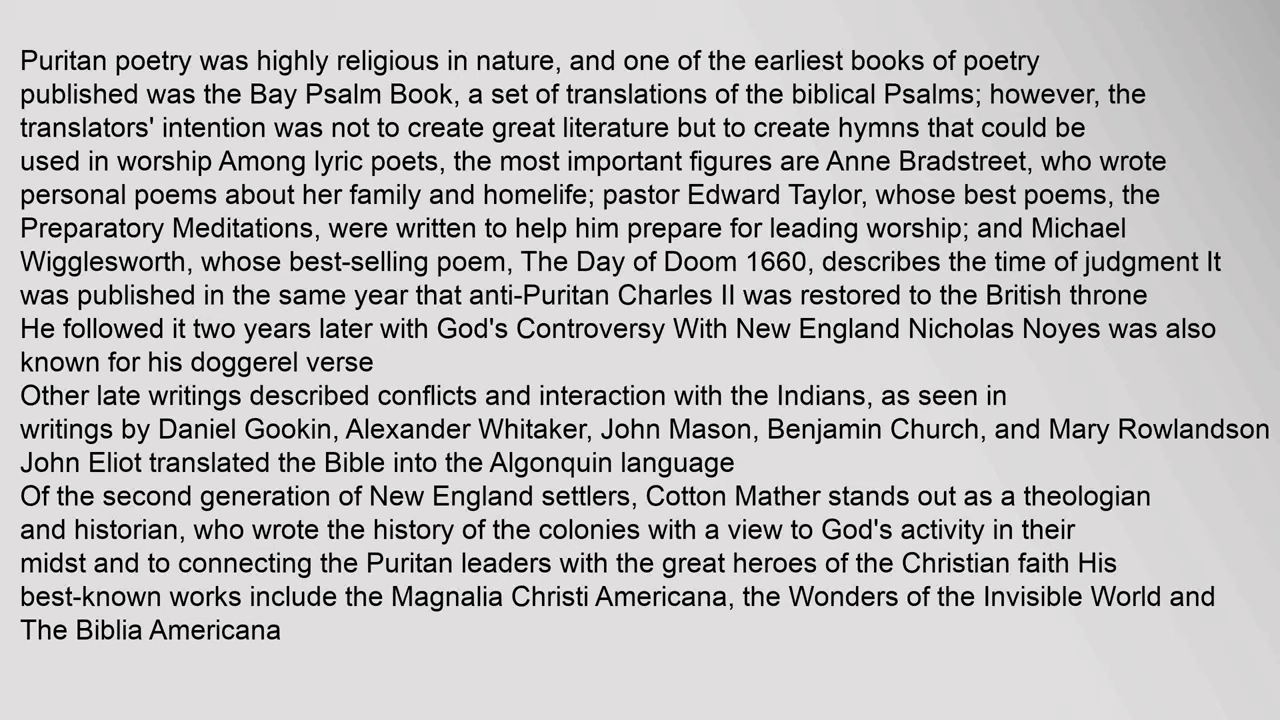 Puritan poetry was highly religious in nature, and one of the earliest books of poetry
published was the Bay Psalm Book, a set of translations of the biblical Psalms; however, the
translators' intention was not to create great literature but to create hymns that could be
used in worship Among lyric poets, the most important figures are Anne Bradstreet, who wrote
personal poems about her family and homelife; pastor Edward Taylor, whose best poems, the
Preparatory Meditations, were written to help him prepare for leading worship; and Michael
Wigglesworth, whose best-selling poem, The Day of Doom 1660, describes the time of judgment It
was published in the same year that anti-Puritan Charles II was restored to the British throne
He followed it two years later with God's Controversy With New England Nicholas Noyes was also
known for his doggerel verse
Other late writings described conflicts and interaction with the Indians, as seen in
writings by Daniel Gookin, Alexander Whitaker, John Mason, Benjamin Church, and Mary Rowlandson
John Eliot translated the Bible into the Algonquin language
Of the second generation of New England settlers, Cotton Mather stands out as a theologian
and historian, who wrote the history of the colonies with a view to God's activity in their
midst and to connecting the Puritan leaders with the great heroes of the Christian faith His
best-known works include the Magnalia Christi Americana, the Wonders of the Invisible World and
The Biblia Americana